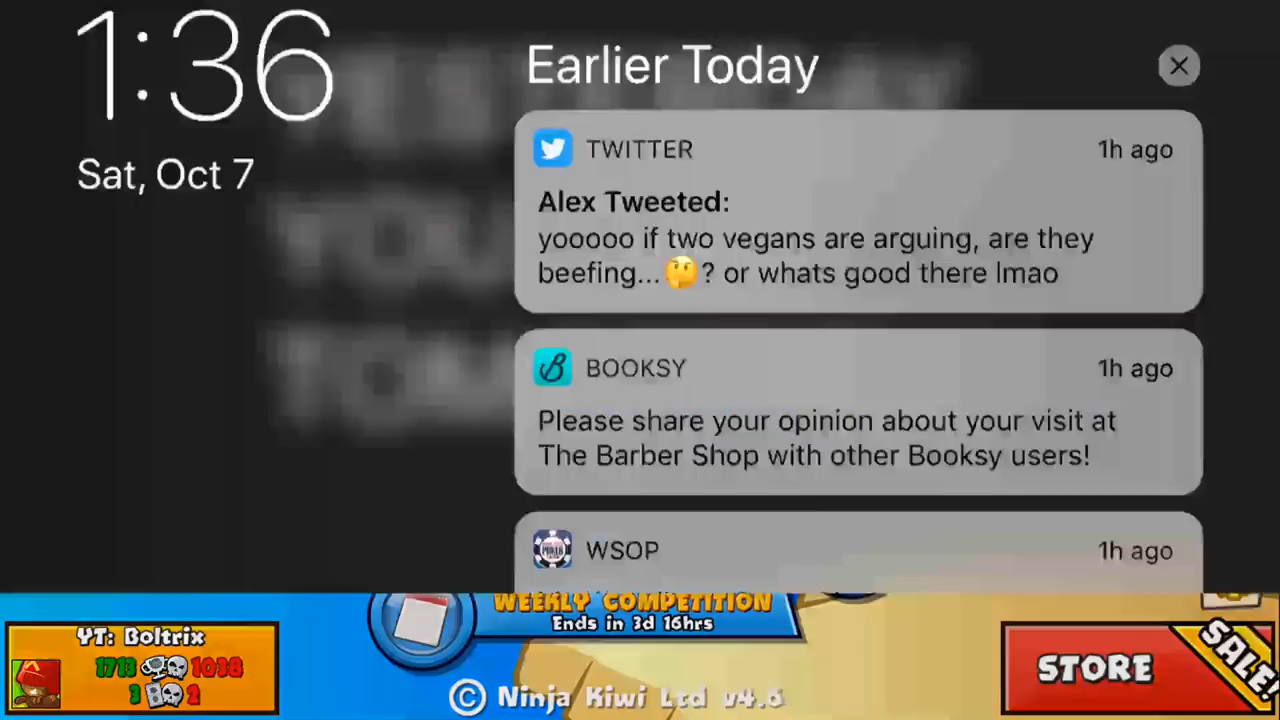 1:36
Sat, Oct 7
Earlier Today
TWITTER
1h ago
Alex Tweeted:
yooooo if two vegans are arguing, are they
beefing...🤔? or whats good there lmao
BOOKSY
1h ago
Please share your opinion about your visit at
The Barber Shop with other Booksy users!
WSOP
1h ago
WEEKLY COMPETITION
Ends in 3d 16hrs
YT: Boltrix
1713 1038
3 2
© Ninja Kiwi Ltd v4.6
STORE
SALE!